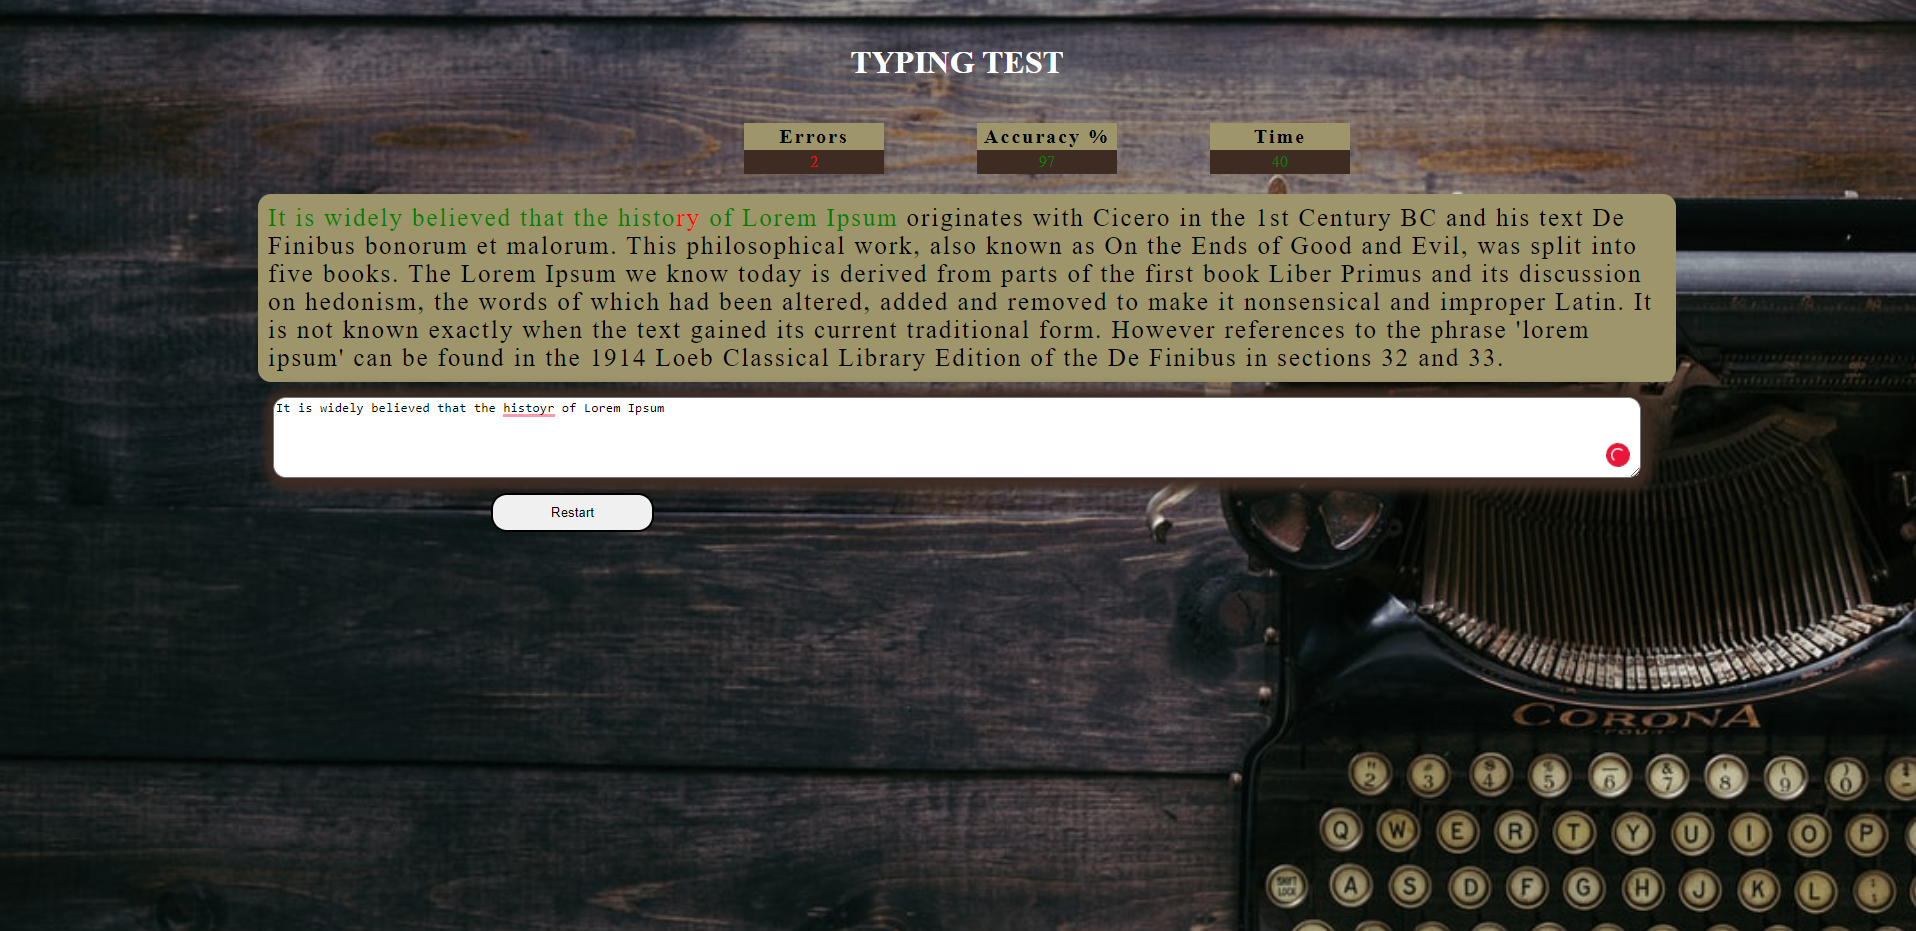 TYPING TEST
Errors Accuracy % Time
2 97 40
It is widely believed that the history of Lorem Ipsum originates with Cicero in the 1st Century BC and his text De
Finibus bonorum et malorum. This philosophical work, also known as On the Ends of Good and Evil, was split into
five books. The Lorem Ipsum we know today is derived from parts of the first book Liber Primus and its discussion
on hedonism, the words of which had been altered, added and removed to make it nonsensical and improper Latin. It
is not known exactly when the text gained its current traditional form. However references to the phrase 'lorem
ipsum' can be found in the 1914 Loeb Classical Library Edition of the De Finibus in sections 32 and 33.
It is widely believed that the histoyr of Lorem Ipsum
Restart
CORONA
FOUR
" # $ % _ & ' ( )
2 3 4 5 6 7 8 9 0 -
Q W E R T Y U I O P
SHIFT LOCK A S D F G H J K L : ;